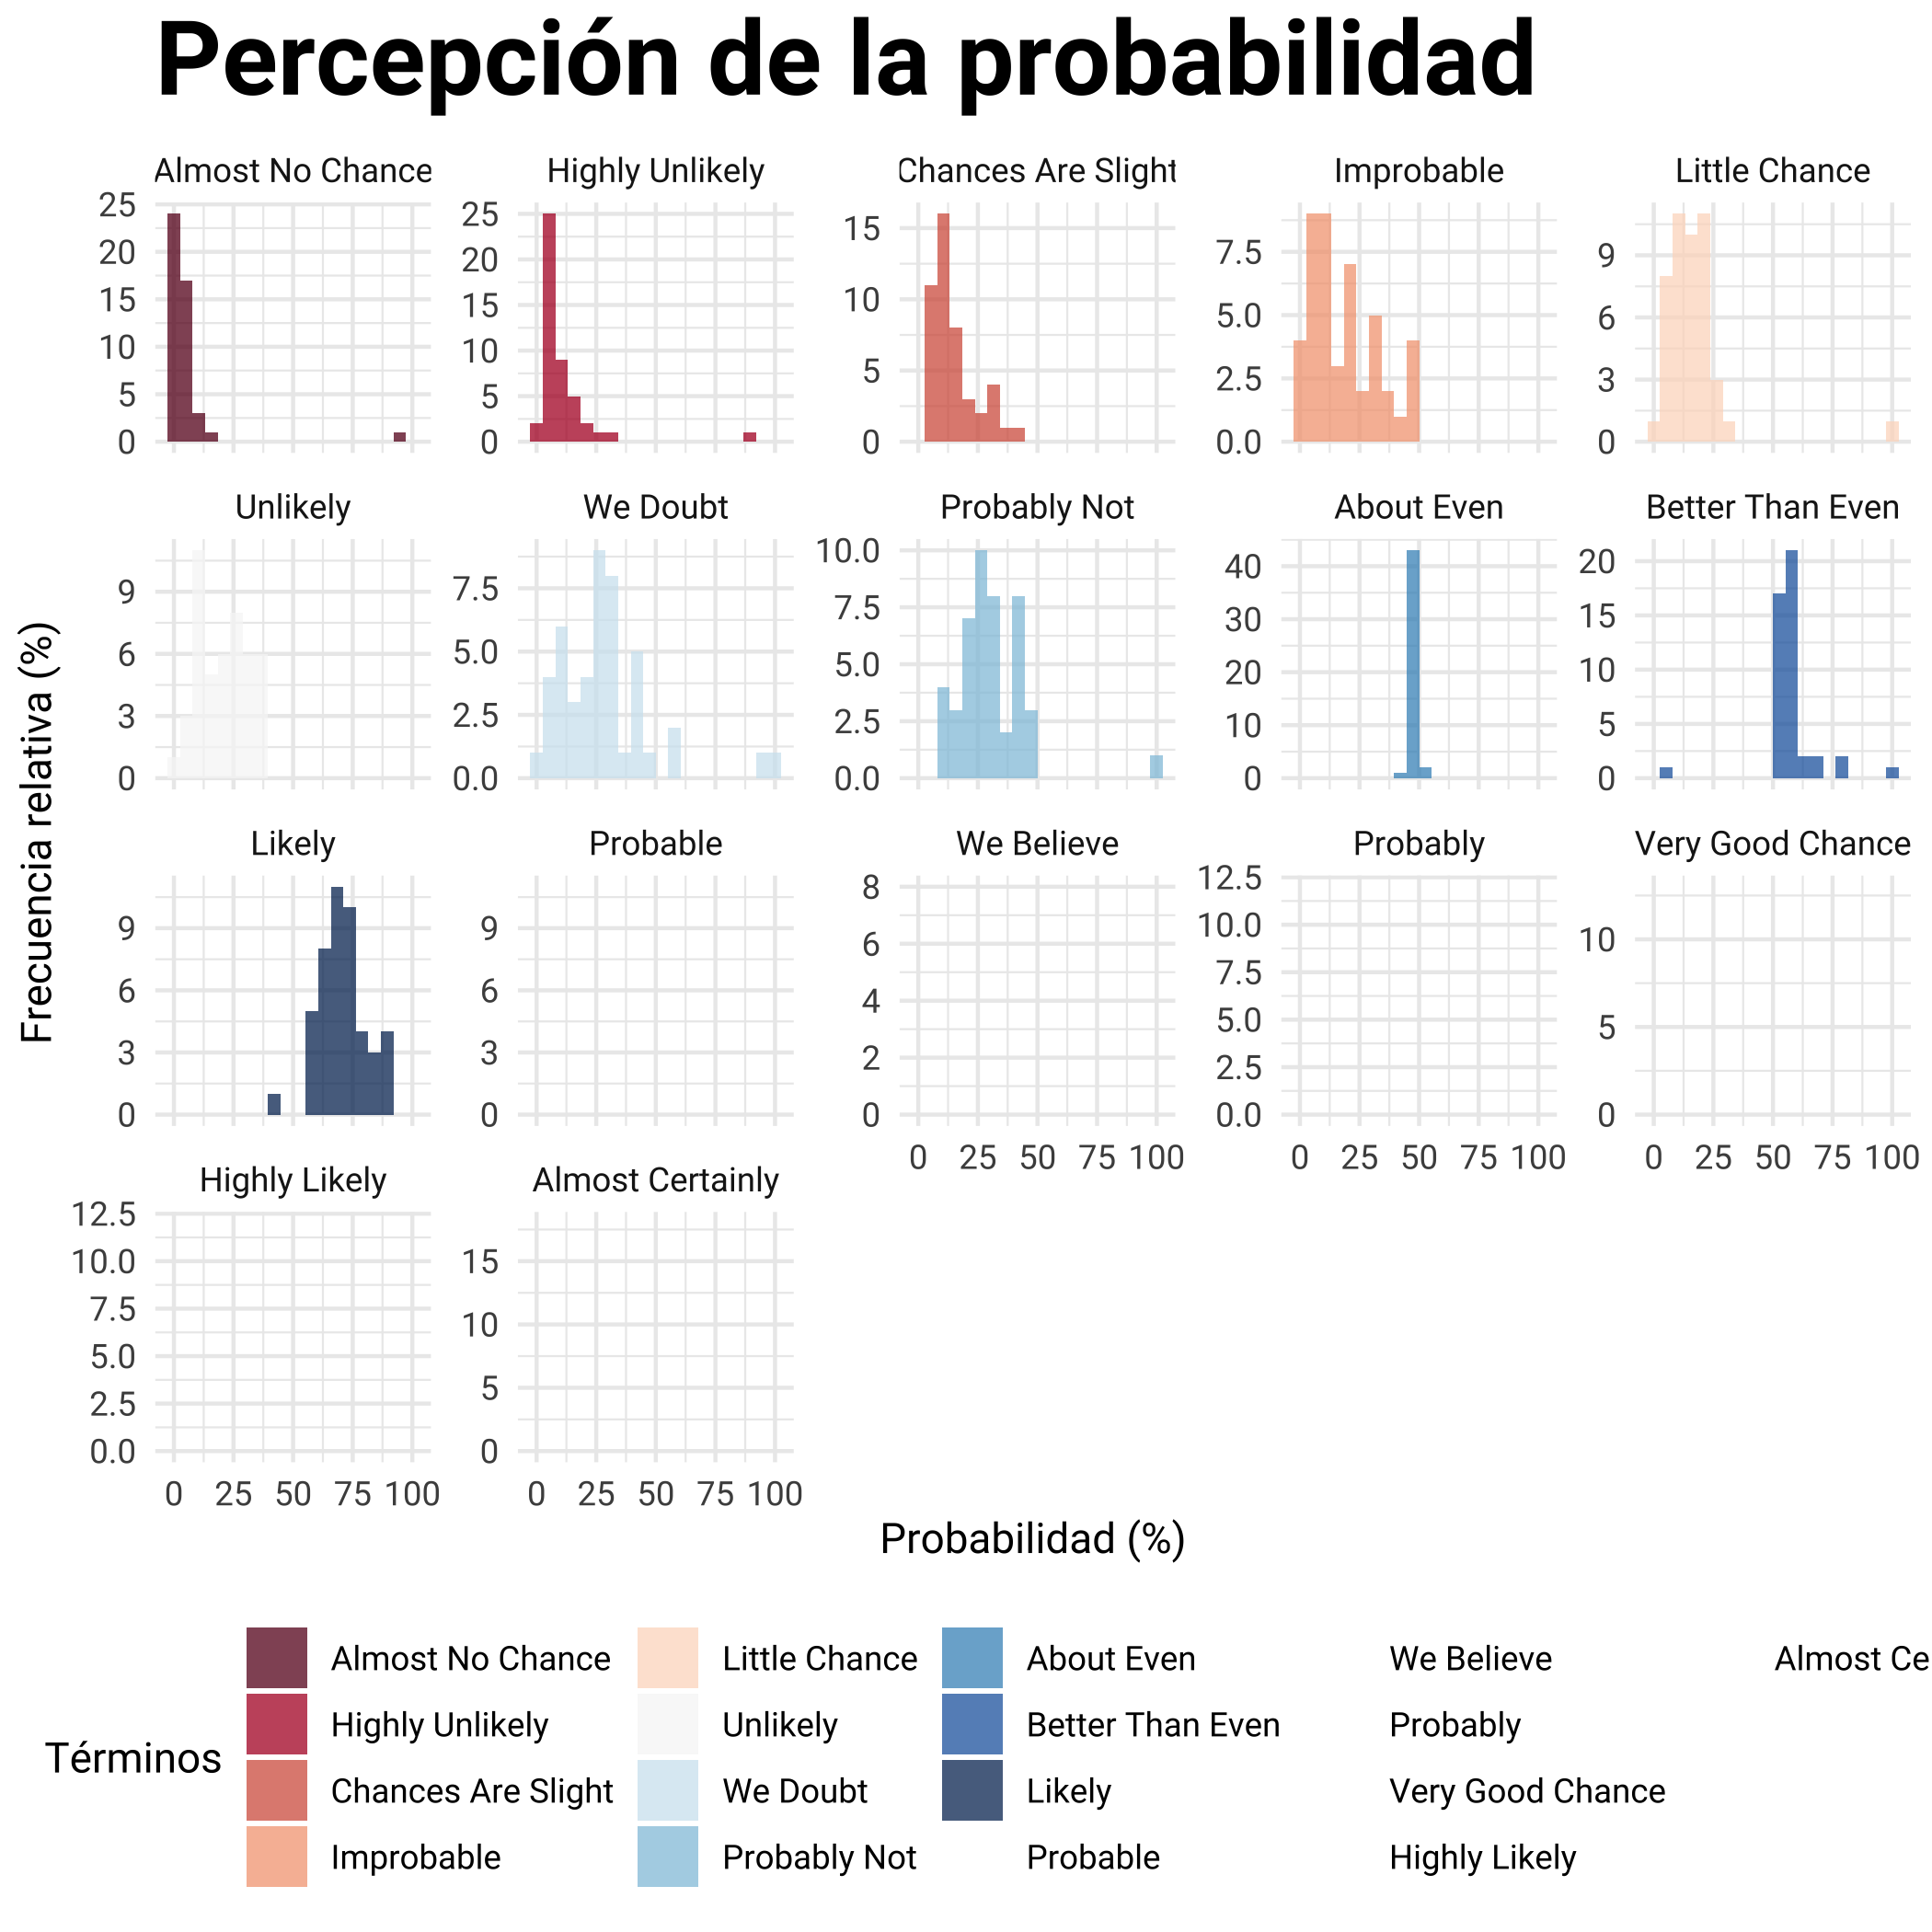 Percepción de la probabilidad
Almost No Chance Highly Unlikely Chances Are Slight Improbable Little Chance
25 20 15 10 5 0
25 20 15 10 5 0
15 10 5 0
7.5 5.0 2.5 0.0
9 6 3 0
Unlikely We Doubt Probably Not About Even Better Than Even
9 6 3 0
7.5 5.0 2.5 0.0
10.0 7.5 5.0 2.5 0.0
40 30 20 10 0
20 15 10 5 0
Frecuencia relativa (%)
Likely Probable We Believe Probably Very Good Chance
9 6 3 0
9 6 3 0
8 6 4 2 0
12.5 10.0 7.5 5.0 2.5 0.0
10 5 0
0 25 50 75 100 0 25 50 75 100 0 25 50 75 100
Highly Likely Almost Certainly
12.5 10.0 7.5 5.0 2.5 0.0
15 10 5 0
0 25 50 75 100 0 25 50 75 100
Probabilidad (%)
Términos
Almost No Chance
Highly Unlikely
Chances Are Slight
Improbable
Little Chance
Unlikely
We Doubt
Probably Not
About Even
Better Than Even
Likely
Probable
We Believe
Probably
Very Good Chance
Highly Likely
Almost Ce